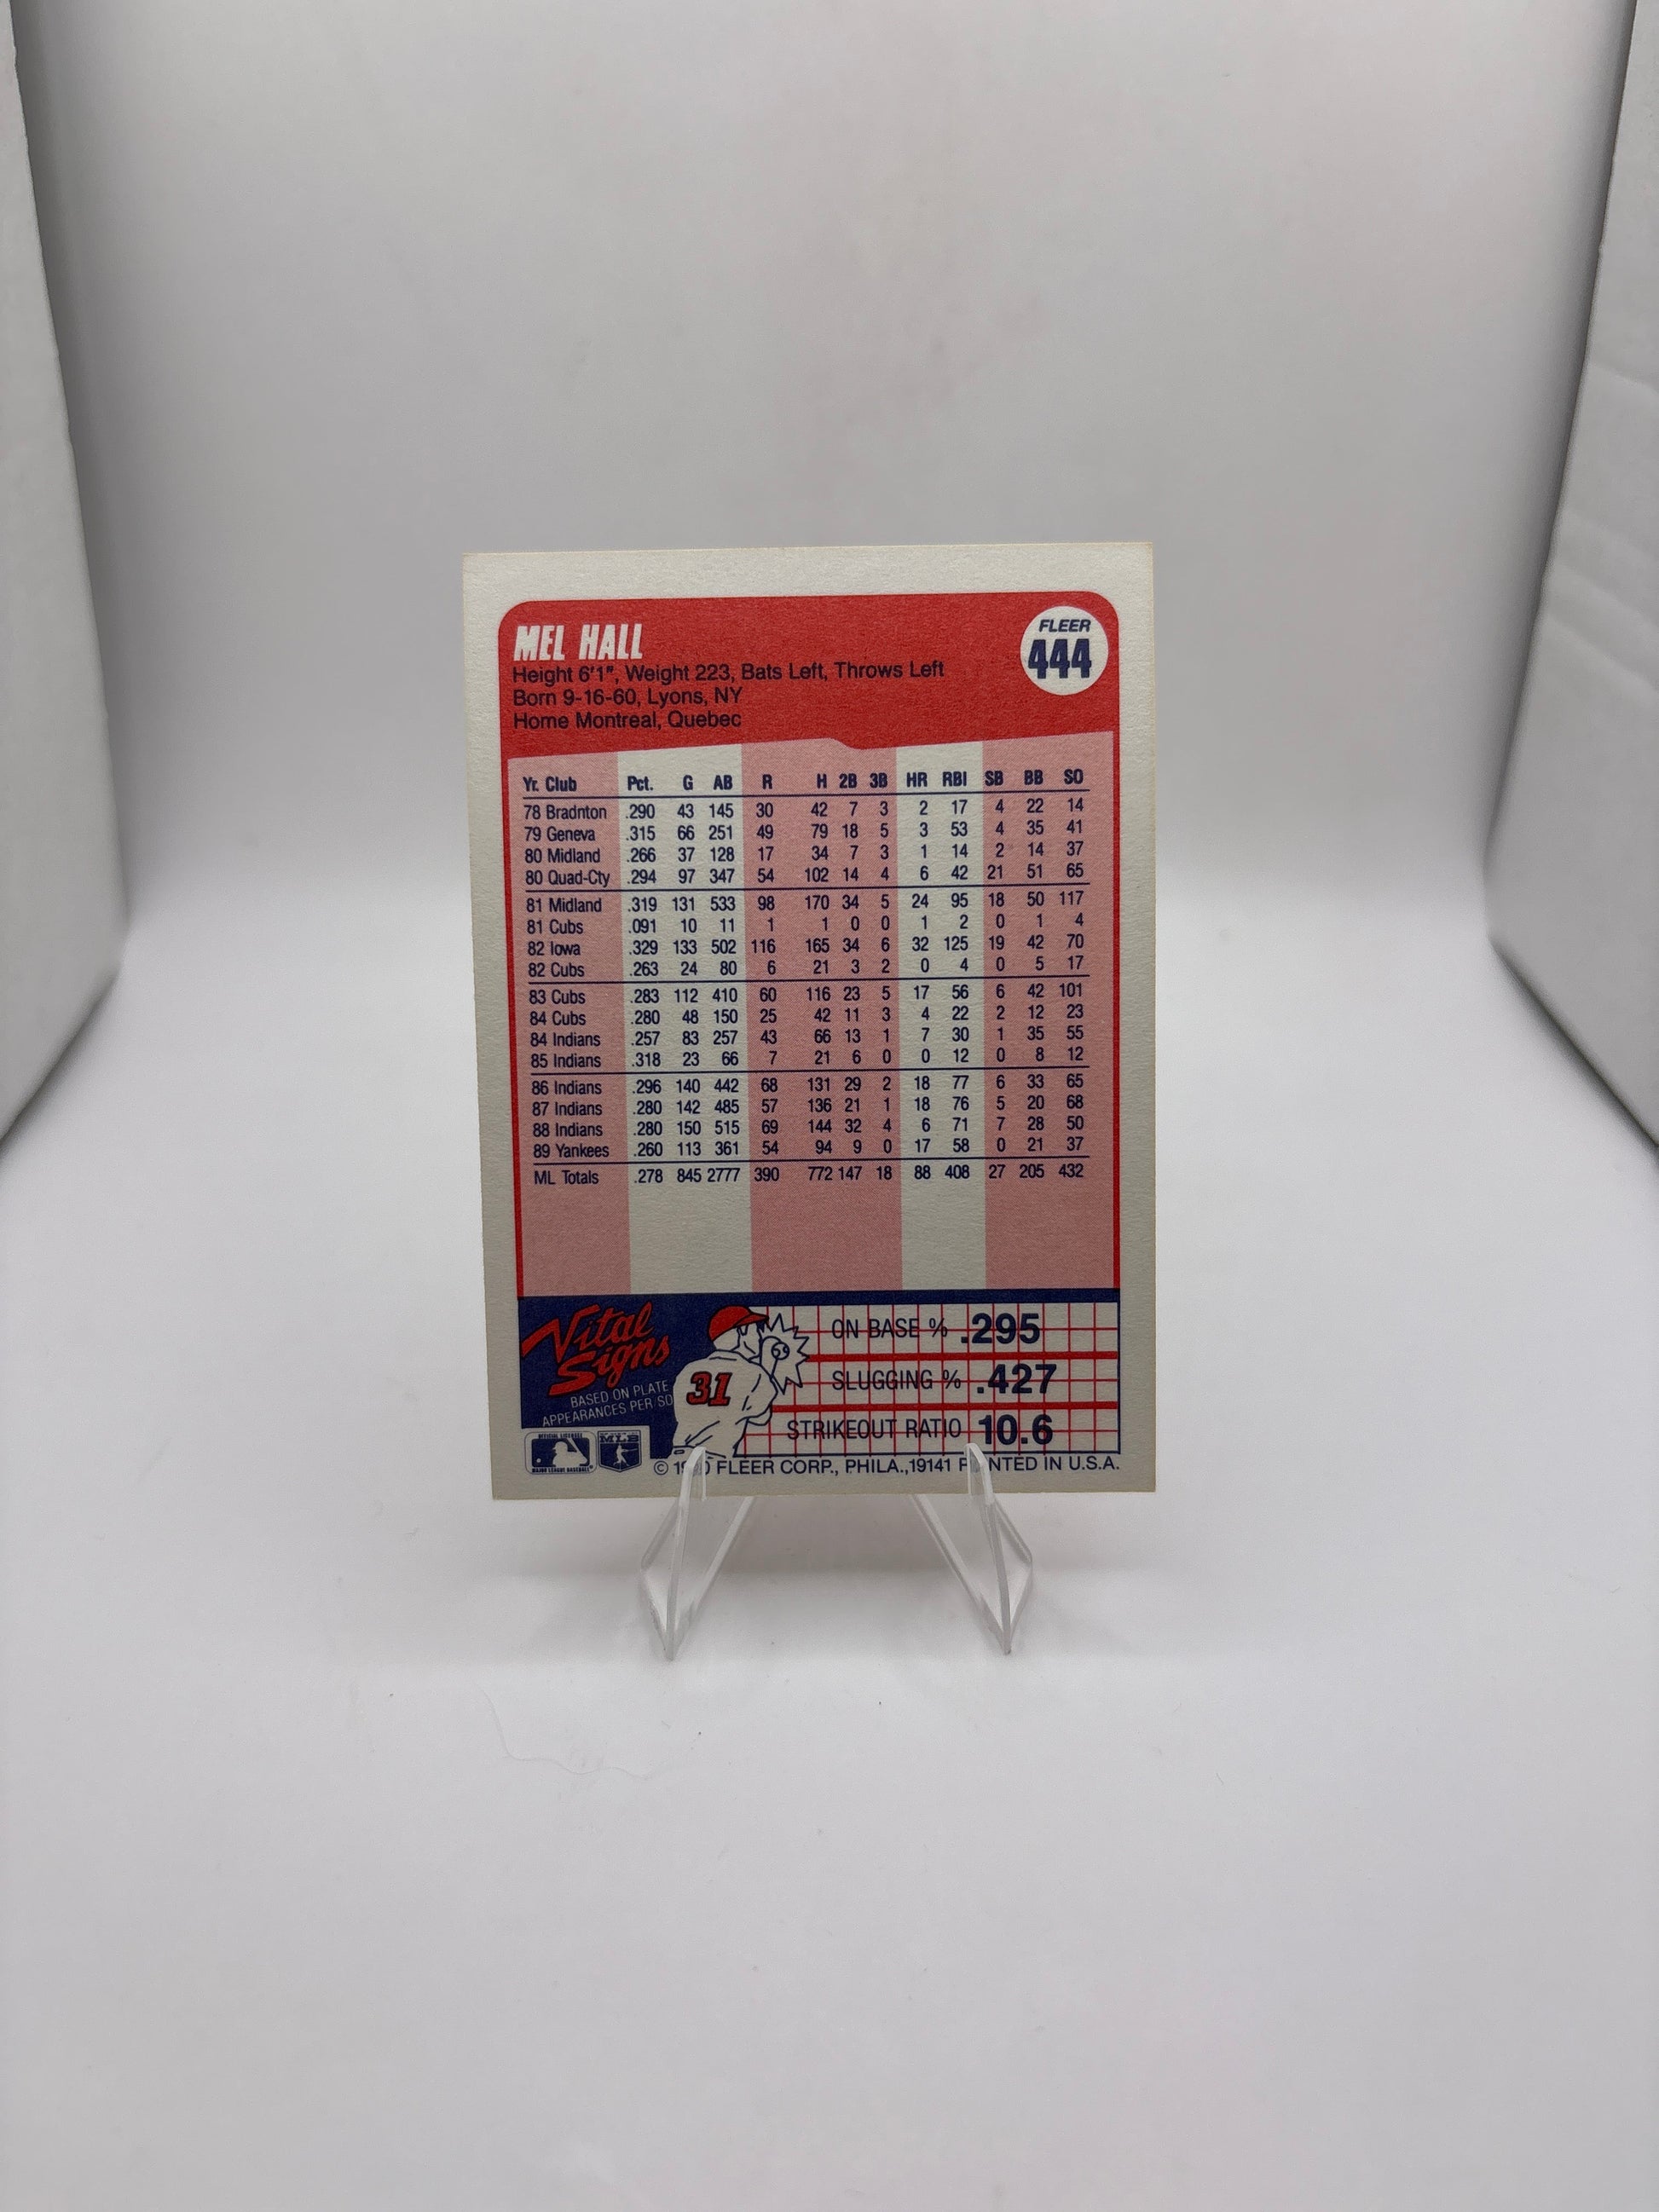 MEL HALL
FLEER
444
Height 6'1", Weight 223, Bats Left, Throws Left
Born 9-16-60, Lyons, NY
Home Montreal, Quebec
Yr. Club Pct. G AB R H 2B 3B HR RBI SB BB SO
78 Bradnton .290 43 145 30 42 7 3 2 17 4 22 14
79 Geneva .315 66 251 49 79 18 5 3 53 4 35 41
80 Midland .266 37 128 17 34 7 3 1 14 2 14 37
80 Quad-Cty .294 97 347 54 102 14 4 6 42 21 51 65
81 Midland .319 131 533 98 170 34 5 24 95 18 50 117
81 Cubs .091 10 11 1 1 0 0 1 2 0 1 4
82 Iowa .329 133 502 116 165 34 6 32 125 19 42 70
82 Cubs .263 24 80 6 21 3 2 0 4 0 5 17
83 Cubs .283 112 410 60 116 23 5 17 56 6 42 101
84 Cubs .280 48 150 25 42 11 3 4 22 2 12 23
84 Indians .257 83 257 43 66 13 1 7 30 1 35 55
85 Indians .318 23 66 7 21 6 0 0 12 0 8 12
86 Indians .296 140 442 68 131 29 2 18 77 6 33 65
87 Indians .280 142 485 57 136 21 1 18 76 5 20 68
88 Indians .280 150 515 69 144 32 4 6 71 7 28 50
89 Yankees .260 113 361 54 94 9 0 17 58 0 21 37
ML Totals .278 845 2777 390 772 147 18 88 408 27 205 432
Vital Signs
BASED ON PLATE
APPEARANCES PER SO
31
ON BASE % .295
SLUGGING % .427
STRIKEOUT RATIO 10.6
MLB
© FLEER CORP., PHILA., 19141 IN U.S.A.